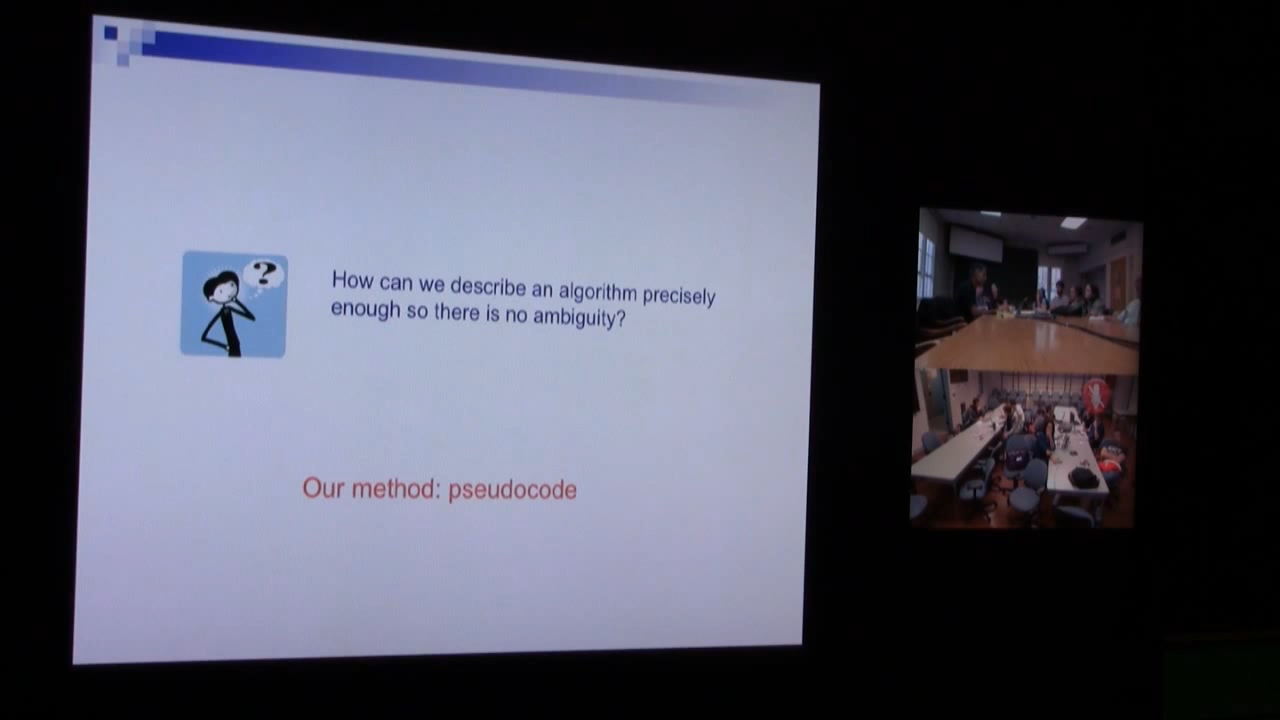 ?
How can we describe an algorithm precisely
enough so there is no ambiguity?
Our method: pseudocode